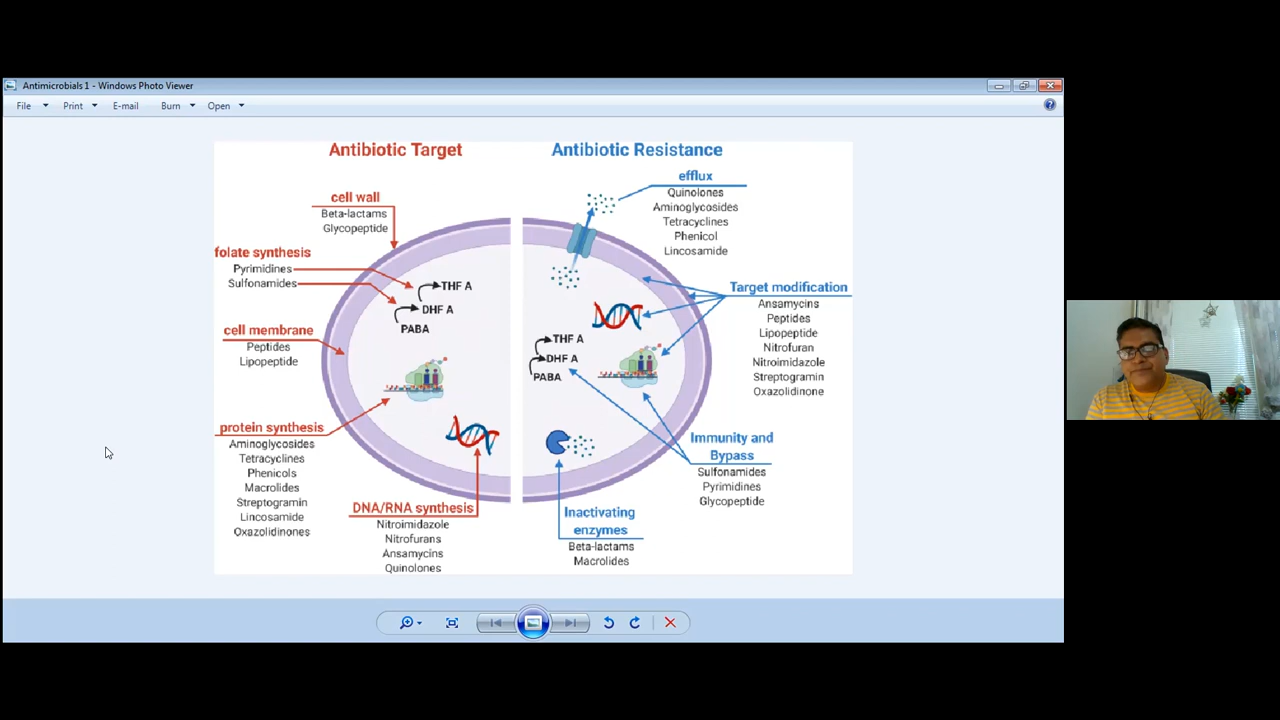 Antimicrobials 1 - Windows Photo Viewer
File
Print
E-mail
Burn
Open
Antibiotic Target
cell wall
Beta-lactams
Glycopeptide
folate synthesis
Pyrimidines
Sulfonamides
cell membrane
Peptides
Lipopeptide
protein synthesis
Aminoglycosides
Tetracyclines
Phenicols
Macrolides
Streptogramin
Lincosamide
Oxazolidinones
DNA/RNA synthesis
Nitroimidazole
Nitrofurans
Ansamycins
Quinolones
THF A
DHF A
PABA
Antibiotic Resistance
efflux
Quinolones
Aminoglycosides
Tetracyclines
Phenicol
Lincosamide
Target modification
Ansamycins
Peptides
Lipopeptide
Nitrofuran
Nitroimidazole
Streptogramin
Oxazolidinone
THF A
DHF A
PABA
Immunity and
Bypass
Sulfonamides
Pyrimidines
Glycopeptide
Inactivating
enzymes
Beta-lactams
Macrolides